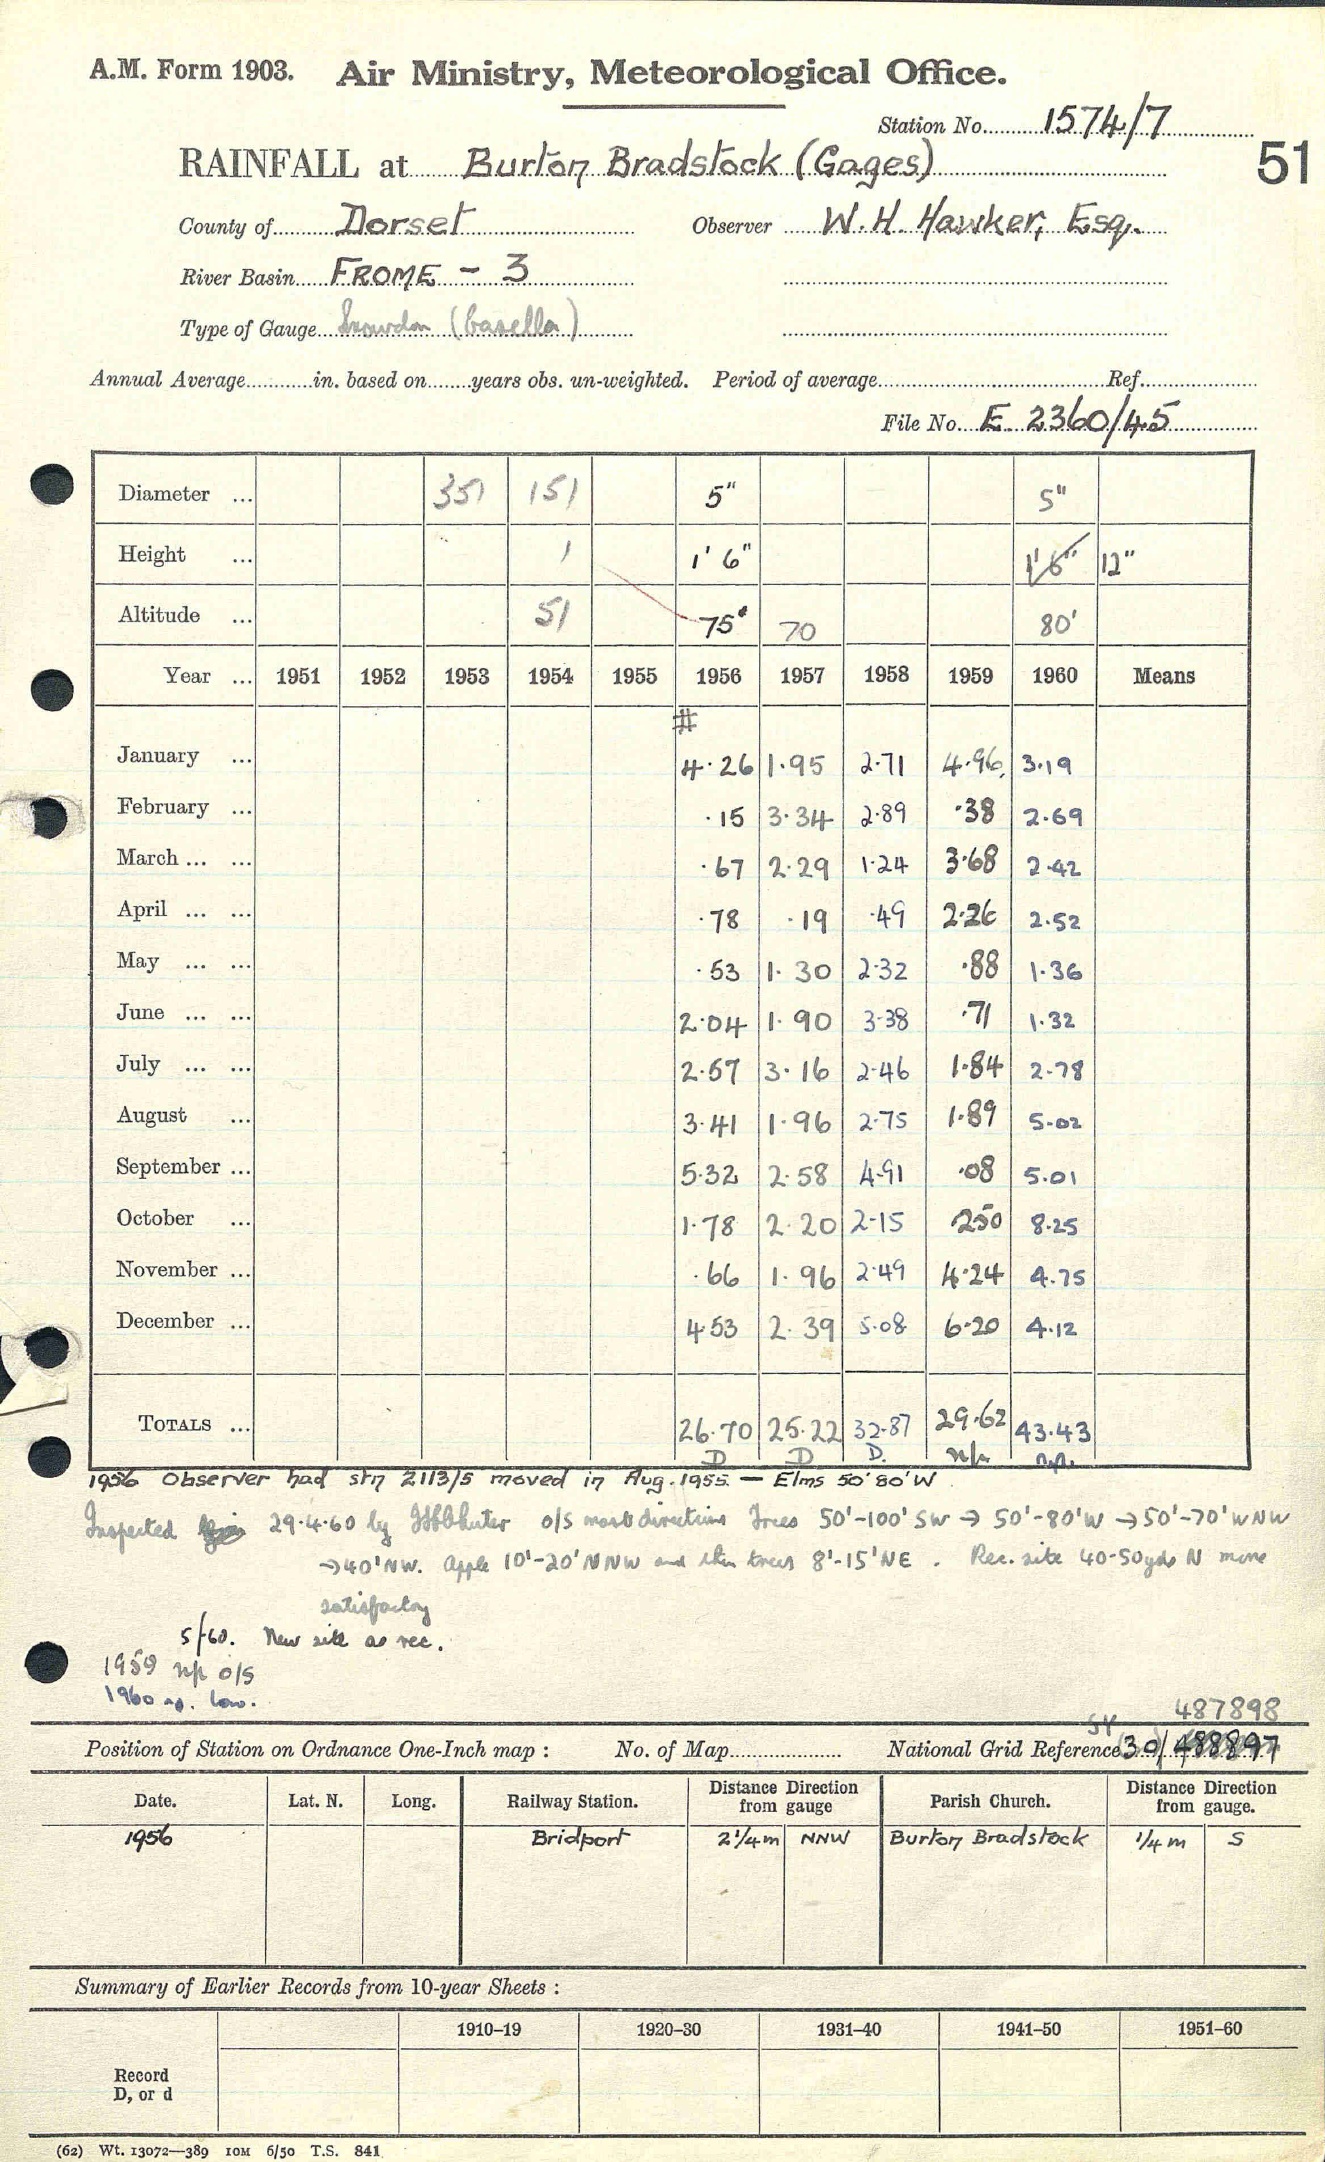 A.M. Form 1903. Air Ministry, Meteorological Office.
Station No. 1574/7
51
RAINFALL at Burton Bradstock (Gages)
County of Dorset Observer W.H. Hawker, Esq.
River Basin FROME - 3
Type of Gauge Snowdon (Casella)
Annual Average in. based on years obs. un-weighted. Period of average Ref.
File No. E. 2360/45
Diameter ... 351 151 5" 5"
Height ... 1 1' 6" 1' 6" 12"
Altitude ... 51 75' 70 80'
Year ... 1951 1952 1953 1954 1955 1956 1957 1958 1959 1960 Means
#
January ... 4.26 1.95 2.71 4.96 3.19
February ... .15 3.34 2.89 .38 2.69
March ... ... .67 2.29 1.24 3.68 2.42
April ... ... .78 .19 .49 2.26 2.52
May ... ... .53 1.30 2.32 .88 1.36
June ... ... 2.04 1.90 3.38 .71 1.32
July ... ... 2.57 3.16 2.46 1.84 2.78
August ... 3.41 1.96 2.75 1.89 5.02
September ... 5.32 2.58 4.91 .08 5.01
October ... 1.78 2.20 2.15 2.50 8.25
November ... .66 1.96 2.49 4.24 4.75
December ... 4.53 2.39 5.08 6.20 4.12
TOTALS ... 26.70 25.22 32.87 29.62 43.43
D D D. n/p n.p.
1956 Observer had stn 2113/5 moved in Aug. 1955 — Elms 50' 80' W
Inspected 29.4.60 by o/s most directions Trees 50'-100' SW → 50'-80' W → 50'-70' WNW
→ 40' NW. Apple 10'-20' NNW and thin trees 8'-15' NE. Rec. site 40-50yds N more
satisfactory
5/60. New site as rec.
1959 n/p o/s
1960 n.p. low.
487898
SY
Position of Station on Ordnance One-Inch map : No. of Map National Grid Reference 30/488897
Date. Lat. N. Long. Railway Station. Distance Direction from gauge Parish Church. Distance Direction from gauge.
1956 Bridport 2 1/4 m NNW Burton Bradstock 1/4 m S
Summary of Earlier Records from 10-year Sheets :
1910–19 1920–30 1931–40 1941–50 1951–60
Record
D, or d
(62) Wt. 13072—389 10M 6/50 T.S. 841